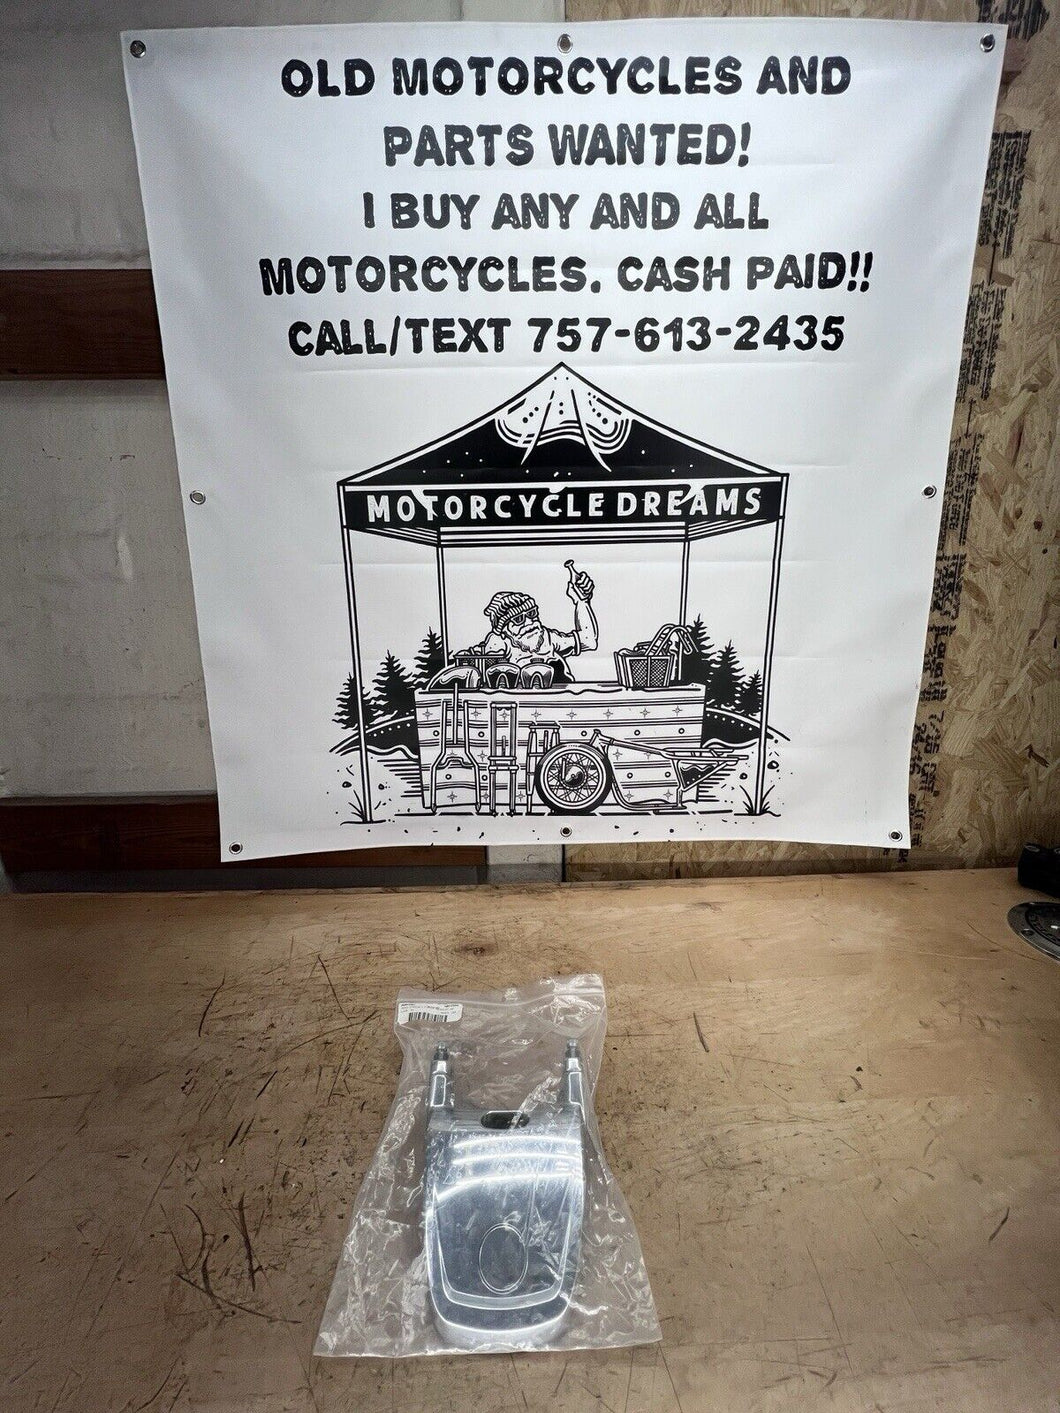 OLD MOTORCYCLES AND
PARTS WANTED!
I BUY ANY AND ALL
MOTORCYCLES. CASH PAID!!
CALL/TEXT 757-613-2435
MOTORCYCLE DREAMS